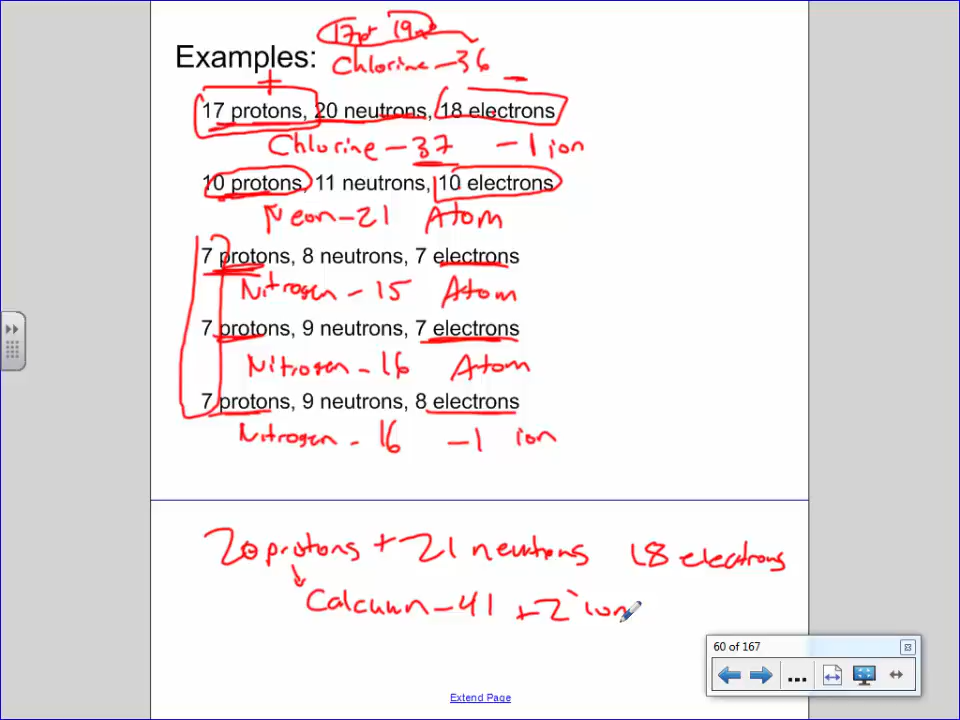 17pt 19n
Examples:
Chlorine - 36
+ -
17 protons, 20 neutrons, 18 electrons
Chlorine - 37 - 1 ion
10 protons, 11 neutrons, 10 electrons
Neon - 21 Atom
7 protons, 8 neutrons, 7 electrons
Nitrogen - 15 Atom
7 protons, 9 neutrons, 7 electrons
Nitrogen - 16 Atom
7 protons, 9 neutrons, 8 electrons
Nitrogen - 16 - 1 ion
20 protons + 21 neutrons 18 electrons
Calcium - 41 + 2 ion
60 of 167
Extend Page